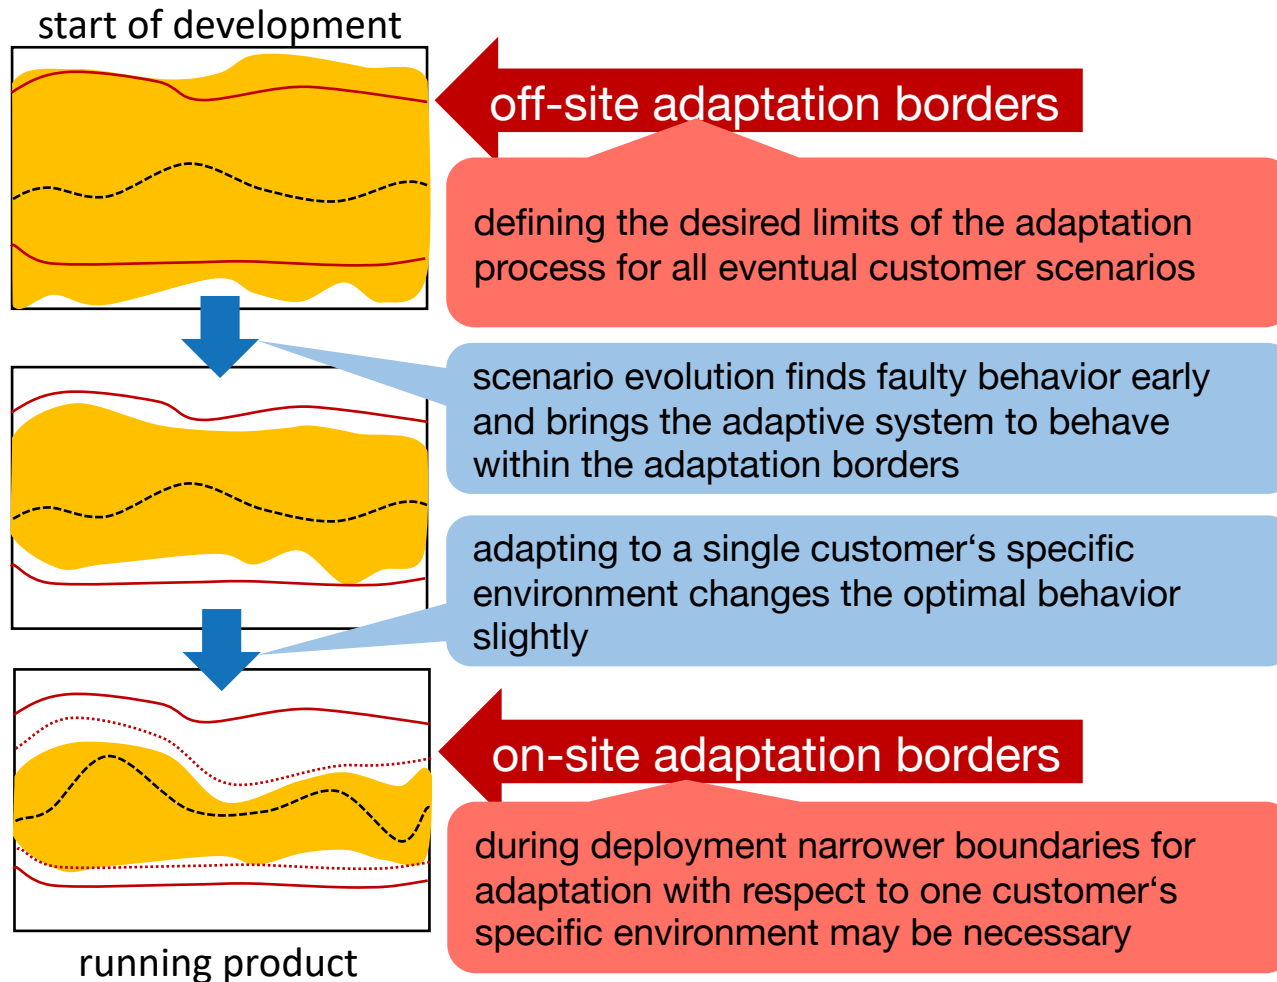 start of development
off-site adaptation borders
defining the desired limits of the adaptation
process for all eventual customer scenarios
scenario evolution finds faulty behavior early
and brings the adaptive system to behave
within the adaptation borders
adapting to a single customer‘s specific
environment changes the optimal behavior
slightly
on-site adaptation borders
during deployment narrower boundaries for
adaptation with respect to one customer‘s
specific environment may be necessary
running product